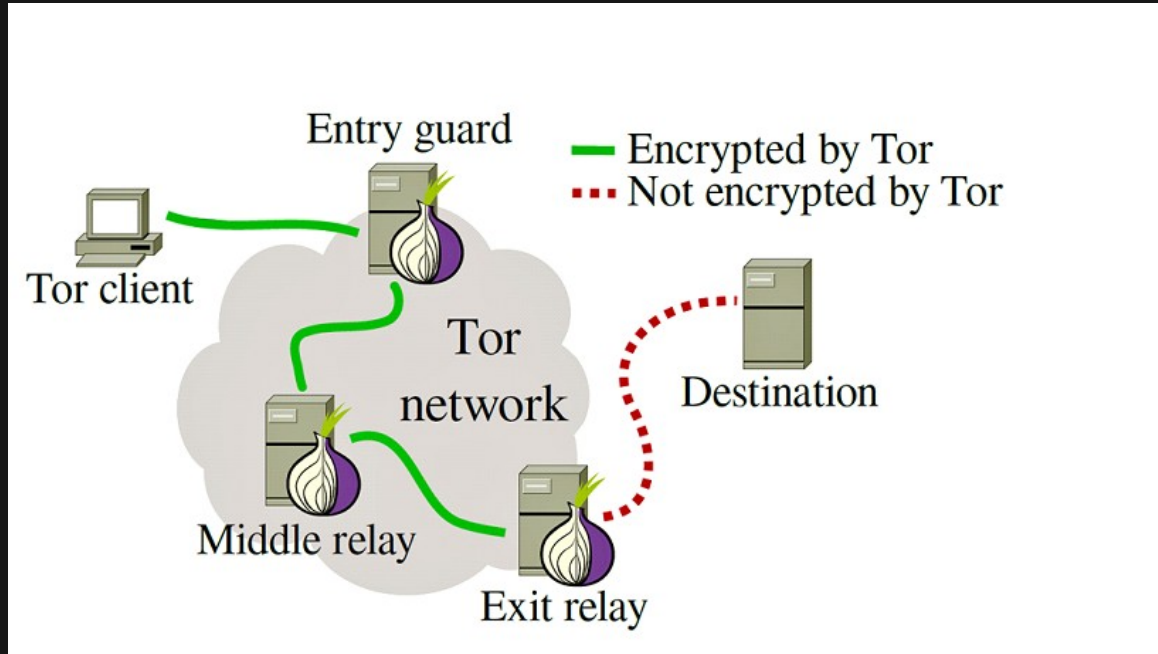 Entry guard
Encrypted by Tor
Not encrypted by Tor
Tor client
Tor
network
Destination
Middle relay
Exit relay